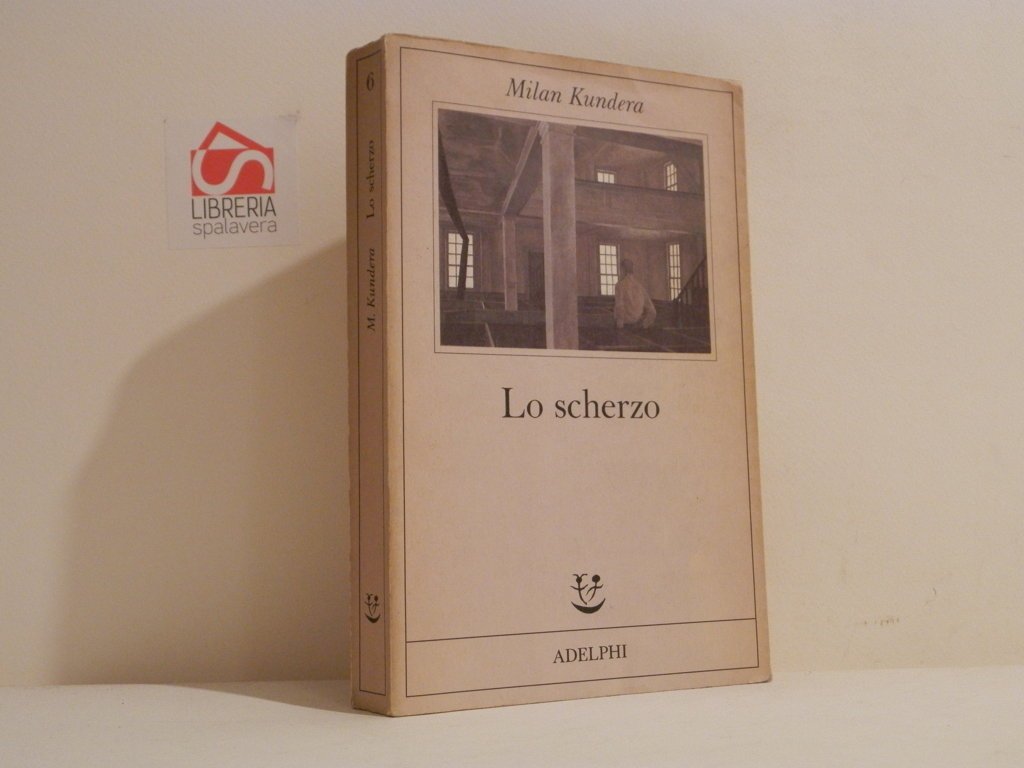 LIBRERIA
spalavera
6
Lo scherzo
M. Kundera
Milan Kundera
Lo scherzo
ADELPHI